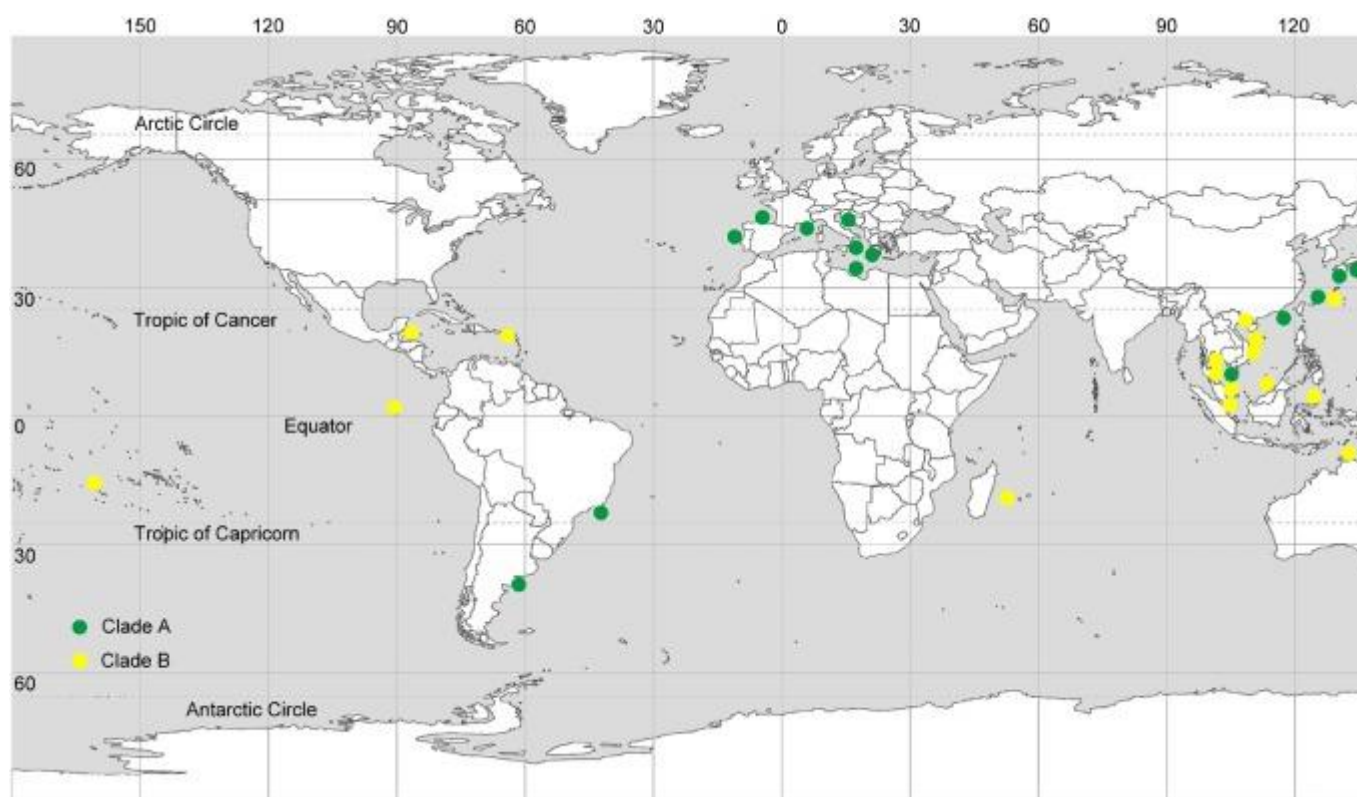 150 120 90 60 30 0 30 60 90 120
Arctic Circle
60
30
Tropic of Cancer
0
Equator
Tropic of Capricorn
30
Clade A
Clade B
60
Antarctic Circle